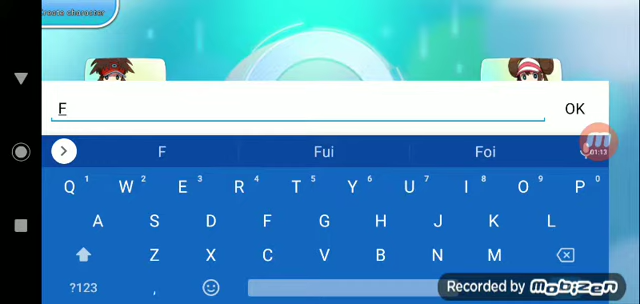 Create character
F
OK
F Fui Foi
01:13
Q 1 W 2 E 3 R 4 T 5 Y 6 U 7 I 8 O 9 P 0
A S D F G H J K L
Z X C V B N M
?123 ,
Recorded by Mobizen